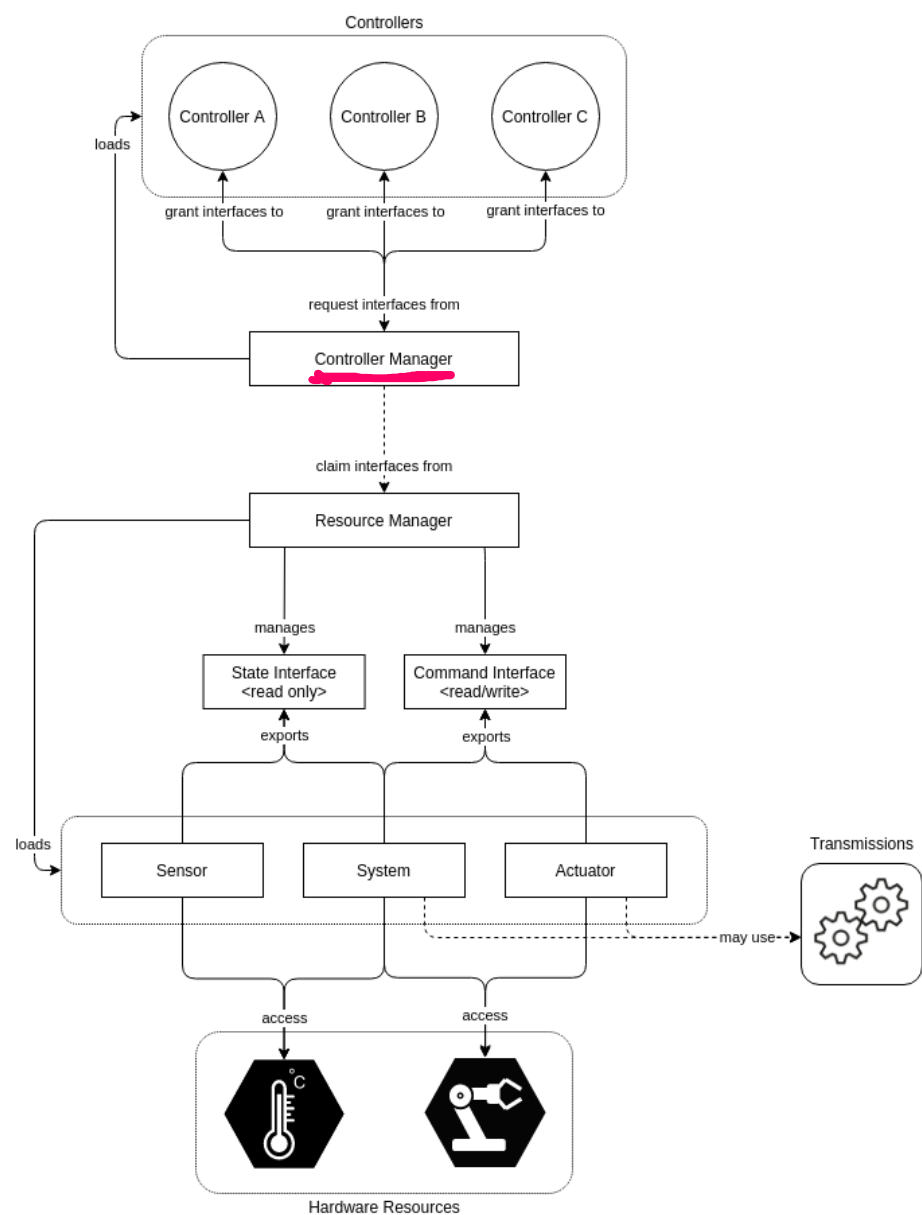 Controllers
Controller A
Controller B
Controller C
loads
grant interfaces to
grant interfaces to
grant interfaces to
request interfaces from
Controller Manager
claim interfaces from
Resource Manager
manages
manages
State Interface
<read only>
Command Interface
<read/write>
exports
exports
loads
Sensor
System
Actuator
Transmissions
may use
access
access
°C
Hardware Resources